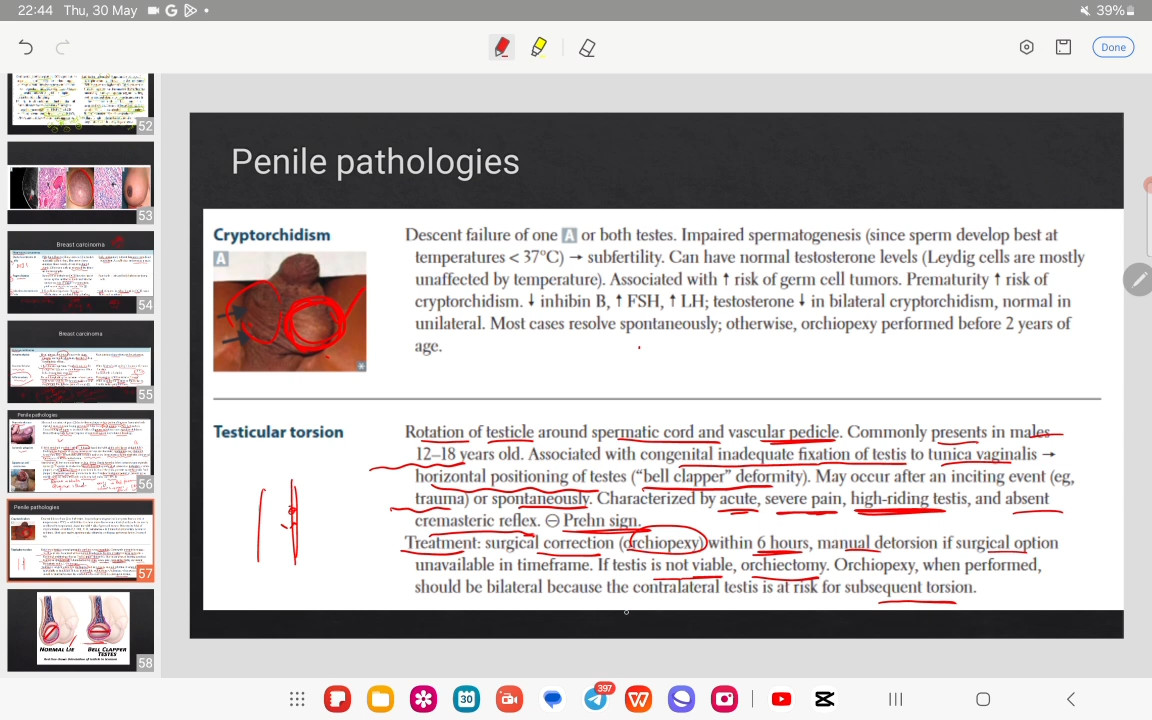 22:44 Thu, 30 May
39%
Done
52
53
Breast carcinoma
54
Breast carcinoma
55
Penile pathologies
56
Penile pathologies
57
NORMAL LIE
BELL CLAPPER
TESTES
58
Penile pathologies
Cryptorchidism
A
Descent failure of one A or both testes. Impaired spermatogenesis (since sperm develop best at
temperatures < 37°C) → subfertility. Can have normal testosterone levels (Leydig cells are mostly
unaffected by temperature). Associated with ↑ risk of germ cell tumors. Prematurity ↑ risk of
cryptorchidism. ↓ inhibin B, ↑ FSH, ↑ LH; testosterone ↓ in bilateral cryptorchidism, normal in
unilateral. Most cases resolve spontaneously; otherwise, orchiopexy performed before 2 years of
age.
Testicular torsion
Rotation of testicle around spermatic cord and vascular pedicle. Commonly presents in males
12–18 years old. Associated with congenital inadequate fixation of testis to tunica vaginalis →
horizontal positioning of testes (“bell clapper” deformity). May occur after an inciting event (eg,
trauma) or spontaneously. Characterized by acute, severe pain, high-riding testis, and absent
cremasteric reflex. ⊖ Prehn sign.
Treatment: surgical correction (orchiopexy) within 6 hours, manual detorsion if surgical option
unavailable in timeframe. If testis is not viable, orchiectomy. Orchiopexy, when performed,
should be bilateral because the contralateral testis is at risk for subsequent torsion.
30
397